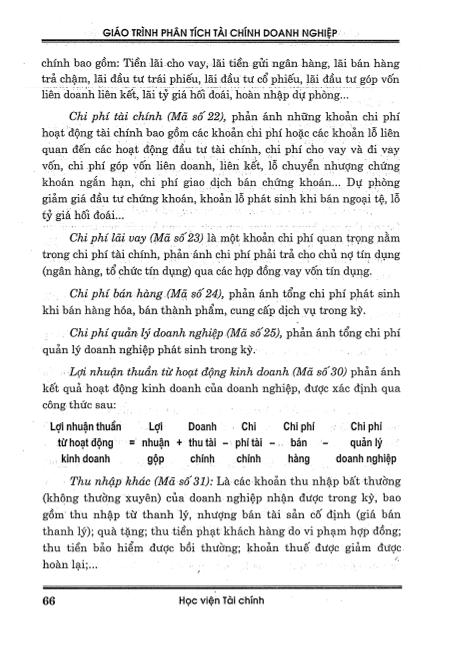 GIÁO TRÌNH PHÂN TÍCH TÀI CHÍNH DOANH NGHIỆP
chính bao gồm: Tiền lãi cho vay, lãi tiền gửi ngân hàng, lãi bán hàng
trả chậm, lãi đầu tư trái phiếu, lãi đầu tư cổ phiếu, lãi đầu tư góp vốn
liên doanh liên kết, lãi tỷ giá hối đoái, hoàn nhập dự phòng...
Chi phí tài chính (Mã số 22), phản ánh những khoản chi phí
hoạt động tài chính bao gồm các khoản chi phí hoặc các khoản lỗ liên
quan đến các hoạt động đầu tư tài chính, chi phí cho vay và đi vay
vốn, chi phí góp vốn liên doanh, liên kết, lỗ chuyển nhượng chứng
khoán ngắn hạn, chi phí giao dịch bán chứng khoán... Dự phòng
giảm giá đầu tư chứng khoán, khoản lỗ phát sinh khi bán ngoại tệ, lỗ
tỷ giá hối đoái...
Chi phí lãi vay (Mã số 23) là một khoản chi phí quan trọng nằm
trong chi phí tài chính, phản ánh chi phí phải trả cho chủ nợ tín dụng
(ngân hàng, tổ chức tín dụng) qua các hợp đồng vay vốn tín dụng.
Chi phí bán hàng (Mã số 24), phản ánh tổng chi phí phát sinh
khi bán hàng hóa, bán thành phẩm, cung cấp dịch vụ trong kỳ.
Chi phí quản lý doanh nghiệp (Mã số 25), phản ánh tổng chi phí
quản lý doanh nghiệp phát sinh trong kỳ.
Lợi nhuận thuần từ hoạt động kinh doanh (Mã số 30) phản ánh
kết quả hoạt động kinh doanh của doanh nghiệp, được xác định qua
công thức sau:
Lợi nhuận thuần Lợi Doanh Chi Chi phí Chi phí
từ hoạt động = nhuận + thu tài – phí tài – bán – quản lý
kinh doanh gộp chính chính hàng doanh nghiệp
Thu nhập khác (Mã số 31): Là các khoản thu nhập bất thường
(không thường xuyên) của doanh nghiệp nhận được trong kỳ, bao
gồm thu nhập từ thanh lý, nhượng bán tài sản cố định (giá bán
thanh lý); quà tặng; thu tiền phạt khách hàng do vi phạm hợp đồng;
thu tiền bảo hiểm được bồi thường; khoản thuế được giảm được
hoàn lại;...
66 Học viện Tài chính